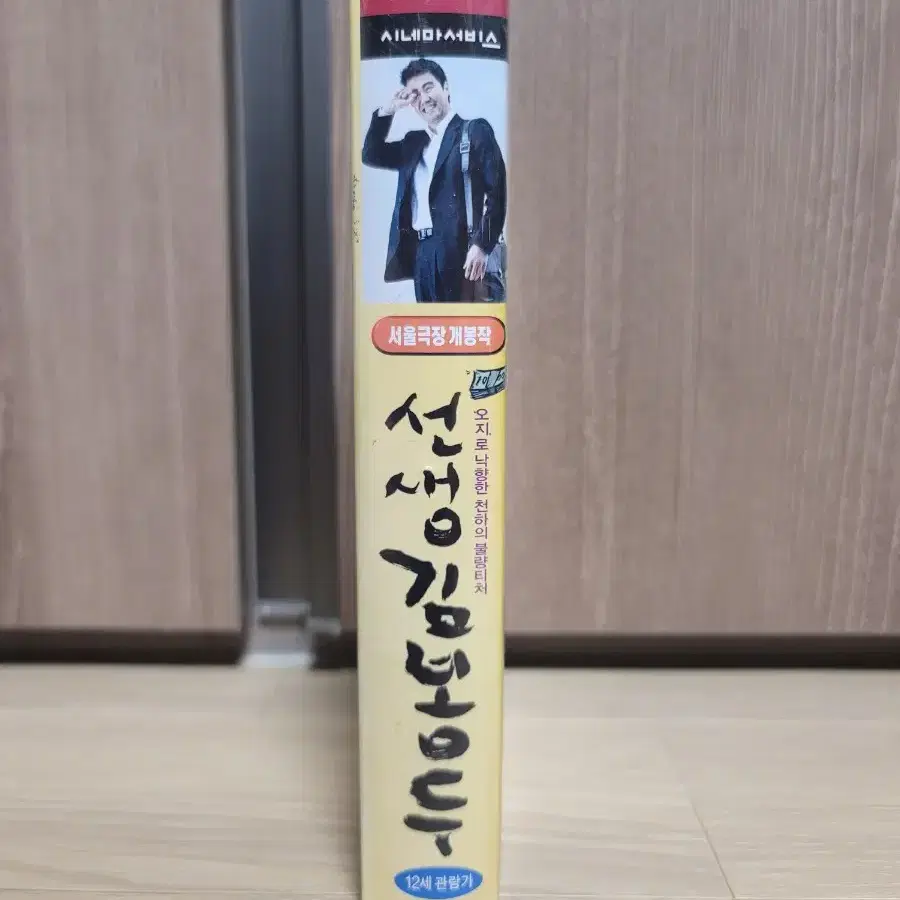 시네마서비스
서울극장 개봉작
선생김봉두
'오지'로 낙향한 천하의 불량티처
12세 관람가